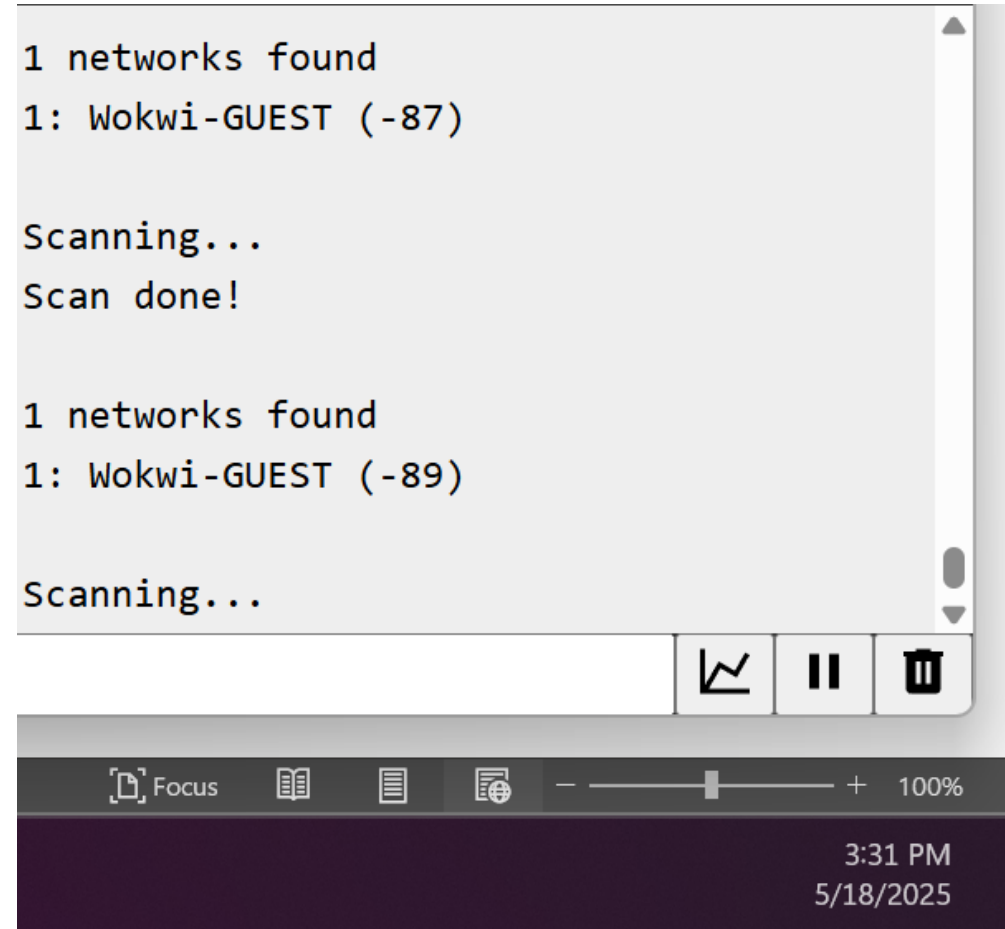 1 networks found
1: Wokwi-GUEST (-87)
Scanning...
Scan done!
1 networks found
1: Wokwi-GUEST (-89)
Scanning...
Focus
100%
3:31 PM
5/18/2025